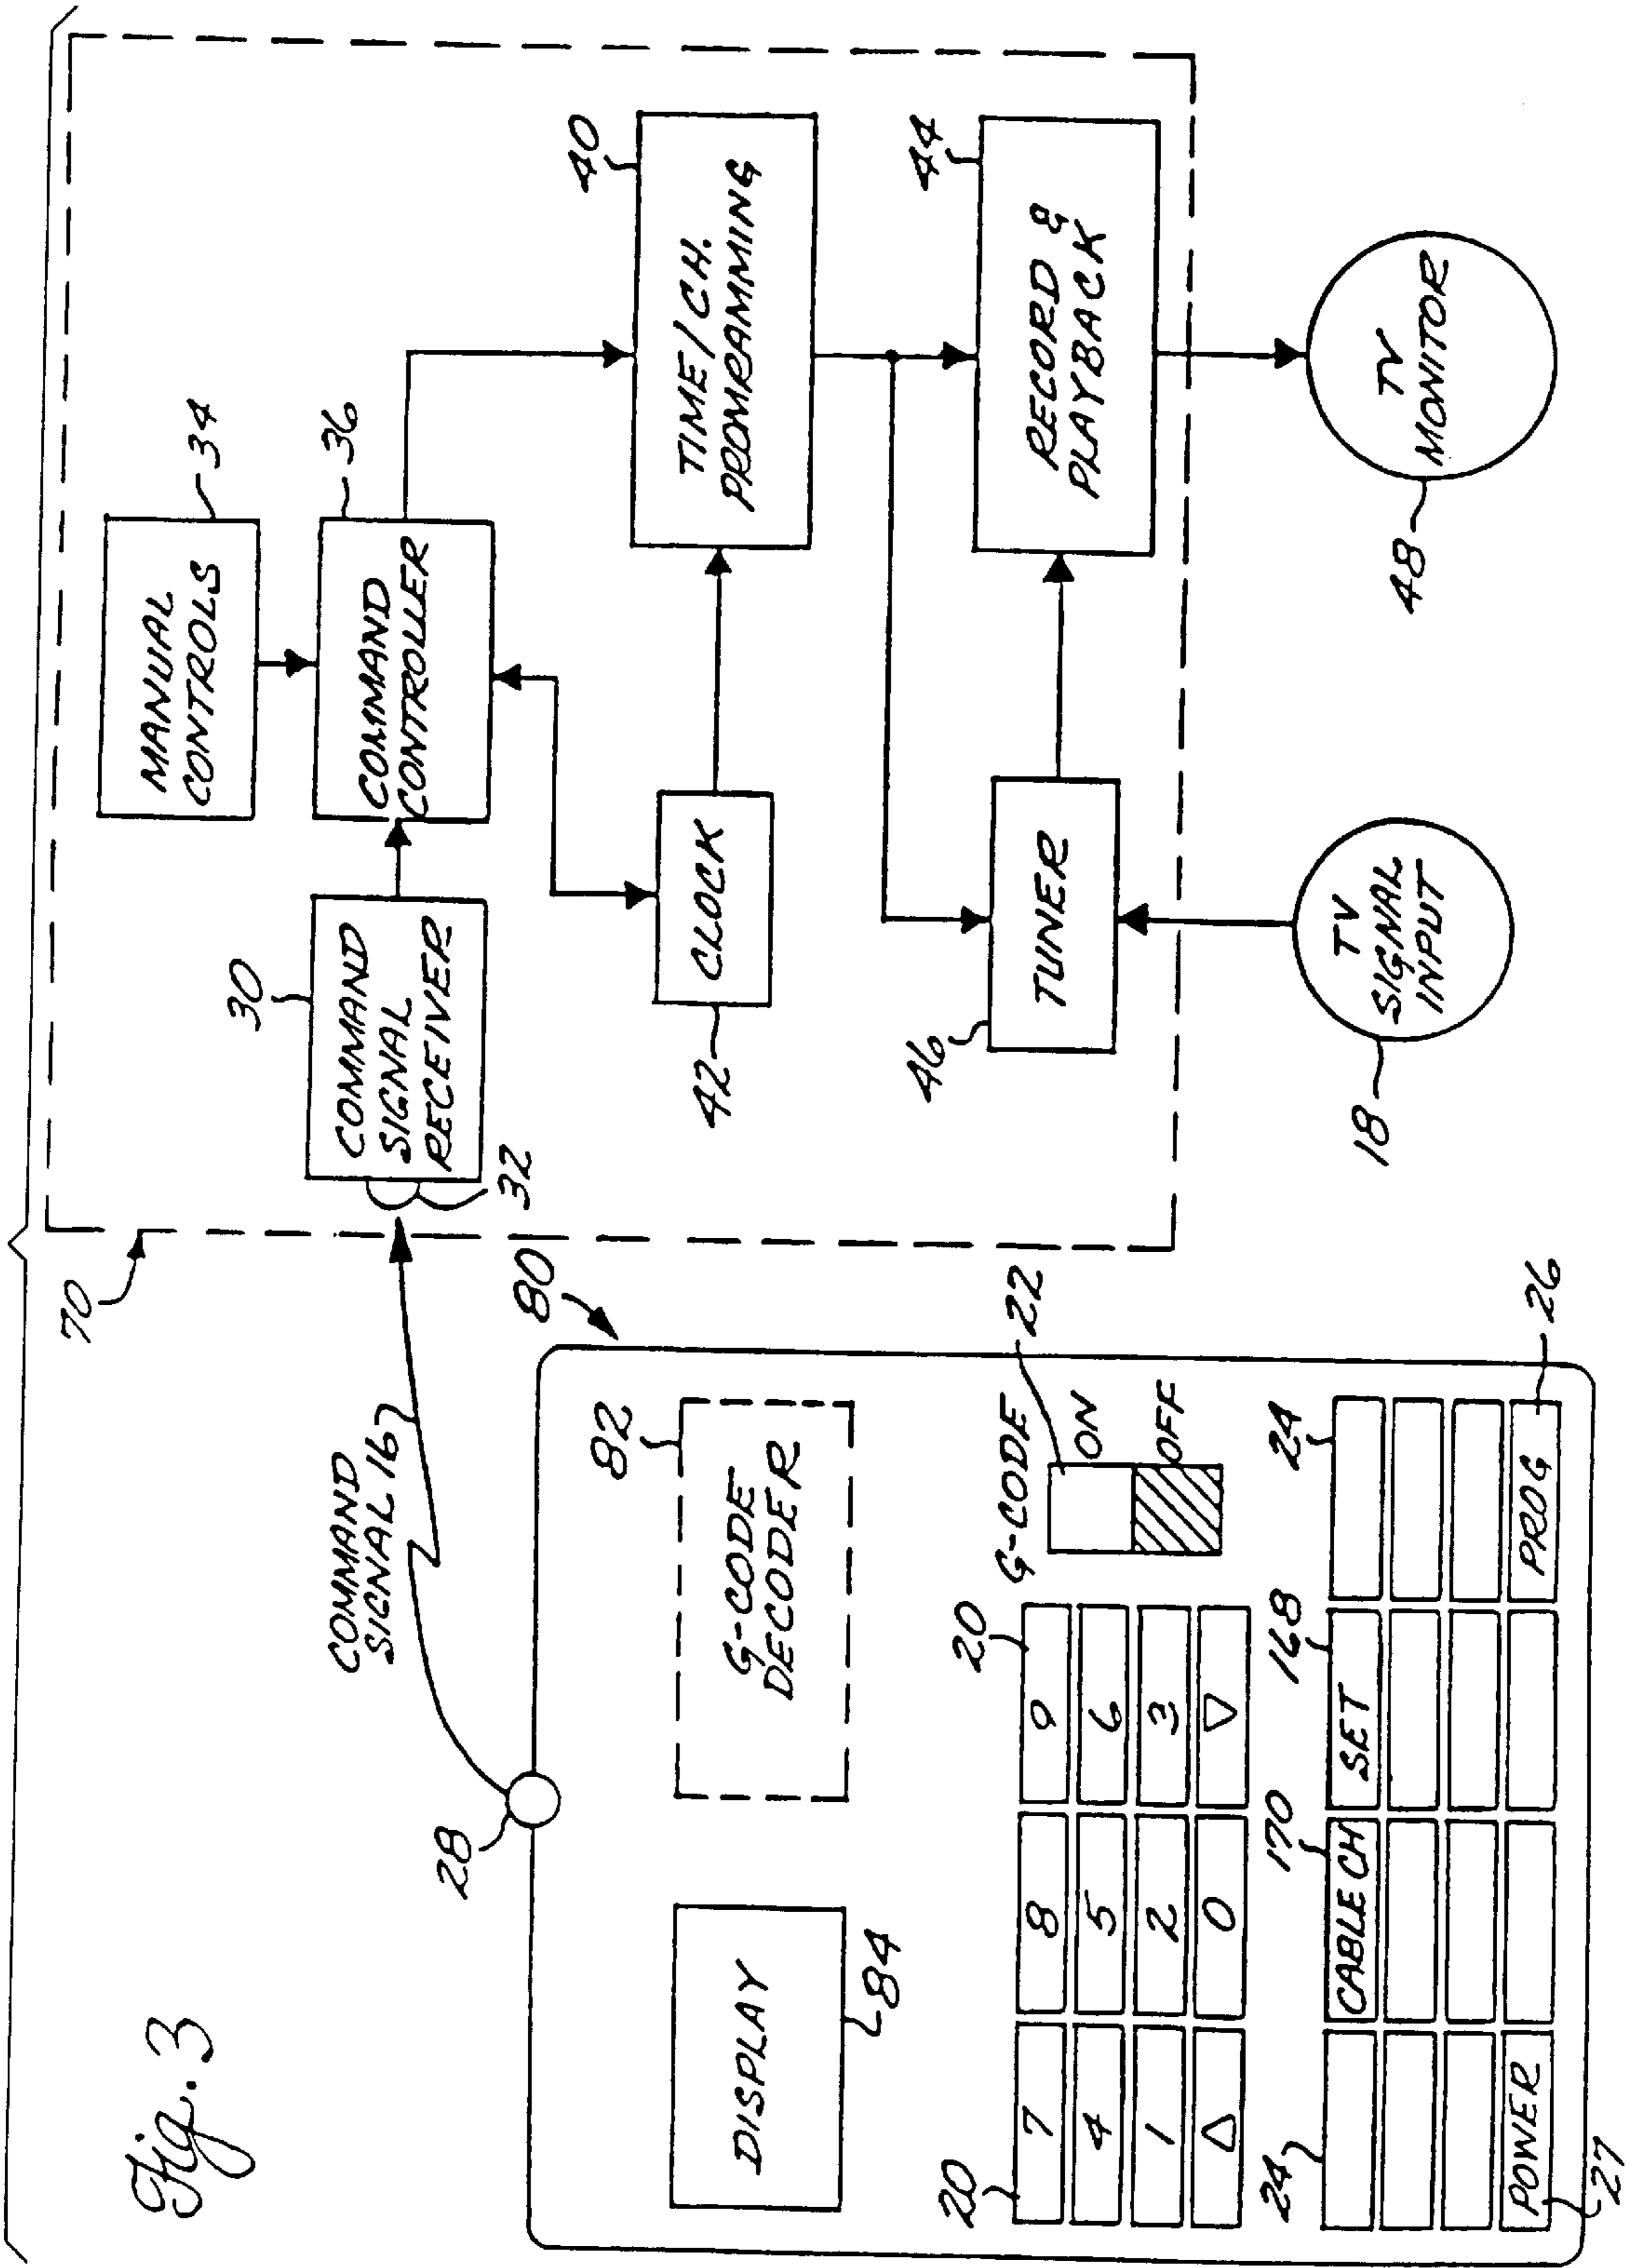 Fig. 3
70
MANUAL
CONTROLS
34
COMMAND
SIGNAL
RECEIVER
30
32
COMMAND
CONTROLLER
36
CLOCK
42
TIME/CH.
PROMRAMMING
40
TUNER
46
RECORD &
PLAYBACK
44
TV
SIGNAL
INPUT
18
TV
MONITOR
48
COMMAND
SIGNAL 16
28
80
DISPLAY
84
G-CODE
DECODER
82
20
20
7 8 9
4 5 6
1 2 3
△ 0 ▽
G-CODE
22
ON
OFF
24
170
168
24
CABLE CH
SET
POWER
PROG
27
26